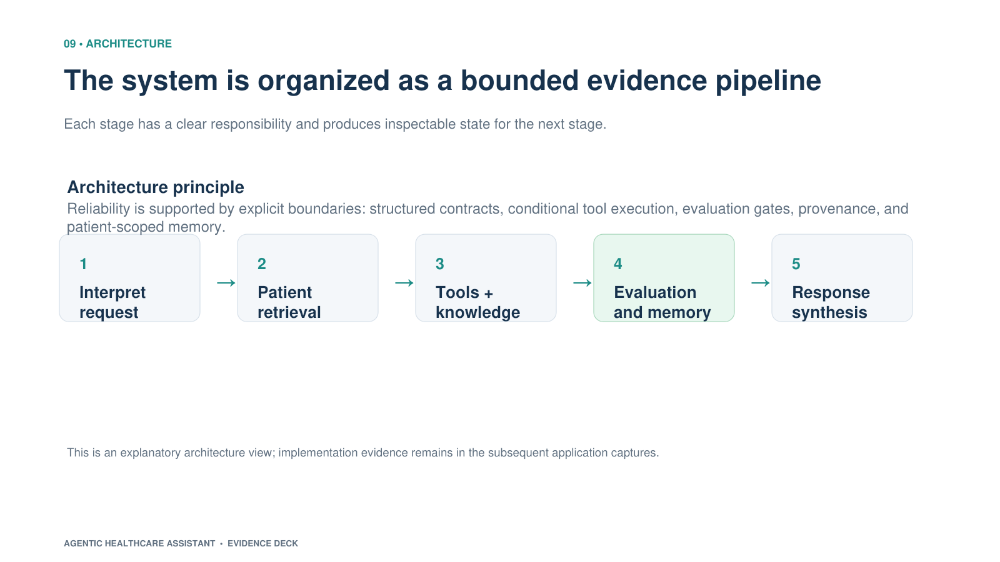 09 • ARCHITECTURE
The system is organized as a bounded evidence pipeline
Each stage has a clear responsibility and produces inspectable state for the next stage.
Architecture principle
Reliability is supported by explicit boundaries: structured contracts, conditional tool execution, evaluation gates, provenance, and
patient-scoped memory.
1
Interpret
request
→
2
Patient
retrieval
→
3
Tools +
knowledge
→
4
Evaluation
and memory
→
5
Response
synthesis
This is an explanatory architecture view; implementation evidence remains in the subsequent application captures.
AGENTIC HEALTHCARE ASSISTANT • EVIDENCE DECK